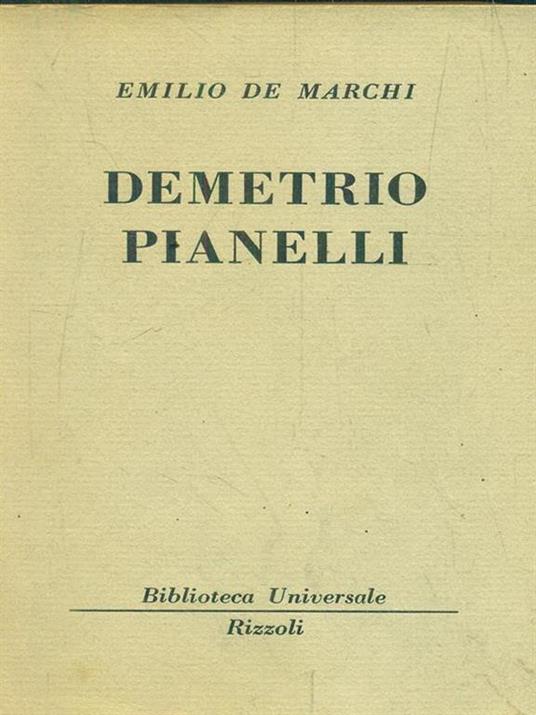 EMILIO DE MARCHI
DEMETRIO
PIANELLI
Biblioteca Universale
Rizzoli